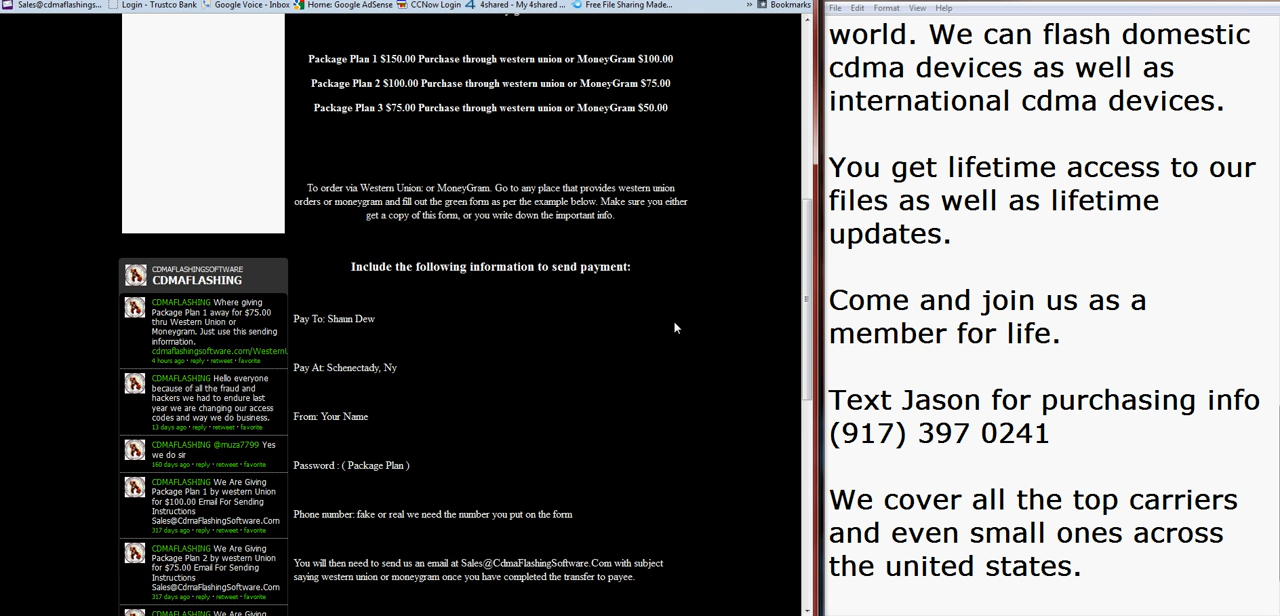 Sales@cdmaflashings... Login - Trustco Bank Google Voice - Inbox Home: Google AdSense CCNow Login 4shared - My 4shared ... Free File Sharing Made... » Bookmarks
Package Plan 1 $150.00 Purchase through western union or MoneyGram $100.00
Package Plan 2 $100.00 Purchase through western union or MoneyGram $75.00
Package Plan 3 $75.00 Purchase through western union or MoneyGram $50.00
To order via Western Union: or MoneyGram. Go to any place that provides western union
orders or moneygram and fill out the green form as per the example below. Make sure you either
get a copy of this form, or you write down the important info.
Include the following information to send payment:
Pay To: Shaun Dew
Pay At: Schenectady, Ny
From: Your Name
Password : ( Package Plan )
Phone number: fake or real we need the number you put on the form
You will then need to send us an email at Sales@CdmaFlashingSoftware.Com with subject
saying western union or moneygram once you have completed the transfer to payee.
CDMAFLASHINGSOFTWARE
CDMAFLASHING
CDMAFLASHING Where giving
Package Plan 1 away for $75.00
thru Western Union or
Moneygram. Just use this sending
information.
cdmaflashingsoftware.com/WesternU
4 hours ago • reply • retweet • favorite
CDMAFLASHING Hello everyone
because of all the fraud and
hackers we had to endure last
year we are changing our access
codes and way we do business.
13 days ago • reply • retweet • favorite
CDMAFLASHING @muza7799 Yes
we do sir
160 days ago • reply • retweet • favorite
CDMAFLASHING We Are Giving
Package Plan 1 by western Union
for $100.00 Email For Sending
Instructions
Sales@CdmaFlashingSoftware.Com
317 days ago • reply • retweet • favorite
CDMAFLASHING We Are Giving
Package Plan 2 by western Union
for $75.00 Email For Sending
Instructions
Sales@CdmaFlashingSoftware.Com
317 days ago • reply • retweet • favorite
CDMAFLASHING We Are Giving
File Edit Format View Help
world. We can flash domestic
cdma devices as well as
international cdma devices.
You get lifetime access to our
files as well as lifetime
updates.
Come and join us as a
member for life.
Text Jason for purchasing info
(917) 397 0241
We cover all the top carriers
and even small ones across
the united states.